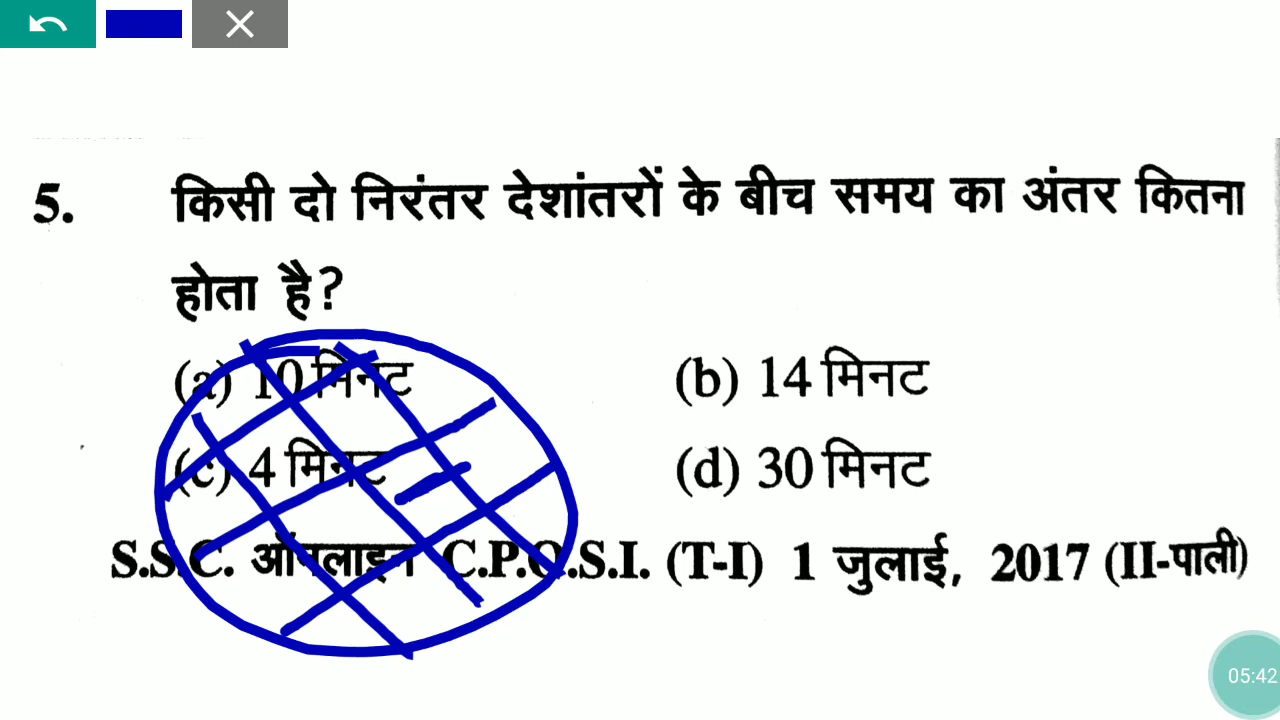 5. किसी दो निरंतर देशांतरों के बीच समय का अंतर कितना
होता है?
(a) 10 मिनट (b) 14 मिनट
(c) 4 मिनट (d) 30 मिनट
S.S.C. ऑनलाइन C.P.O.S.I. (T-I) 1 जुलाई, 2017 (II-पाली)
05:42